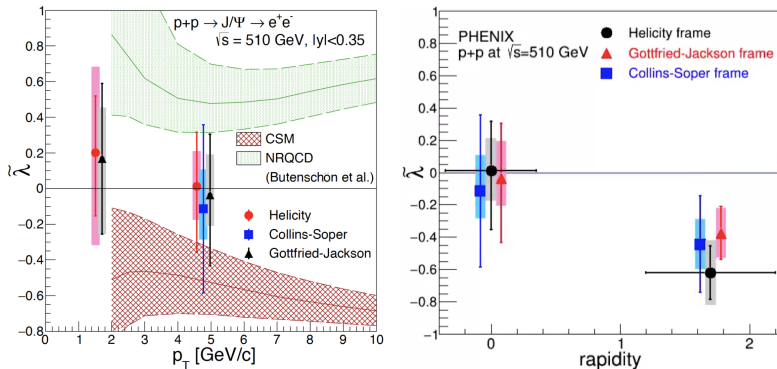 p+p → J/Ψ → e⁺e⁻
√s = 510 GeV, |y|<0.35
CSM
NRQCD
(Butenschon et al.)
Helicity
Collins-Soper
Gottfried-Jackson
λ̃
1
0.8
0.6
0.4
0.2
0
-0.2
-0.4
-0.6
-0.8
0 1 2 3 4 5 6 7 8 9 10
p_T [GeV/c]
PHENIX
p+p at √s=510 GeV
Helicity frame
Gottfried-Jackson frame
Collins-Soper frame
λ̃
1
0.8
0.6
0.4
0.2
0
-0.2
-0.4
-0.6
-0.8
-1
0 1 2
rapidity